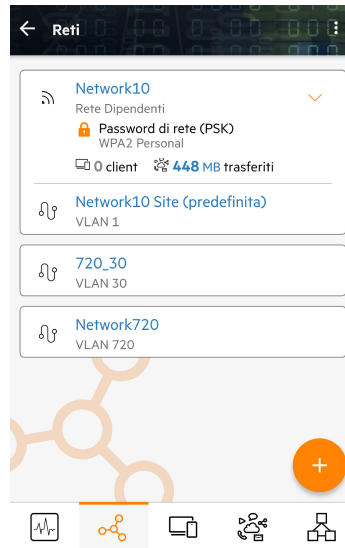 Reti
Network10
Rete Dipendenti
Password di rete (PSK)
WPA2 Personal
0 client 448 MB trasferiti
Network10 Site (predefinita)
VLAN 1
720_30
VLAN 30
Network720
VLAN 720